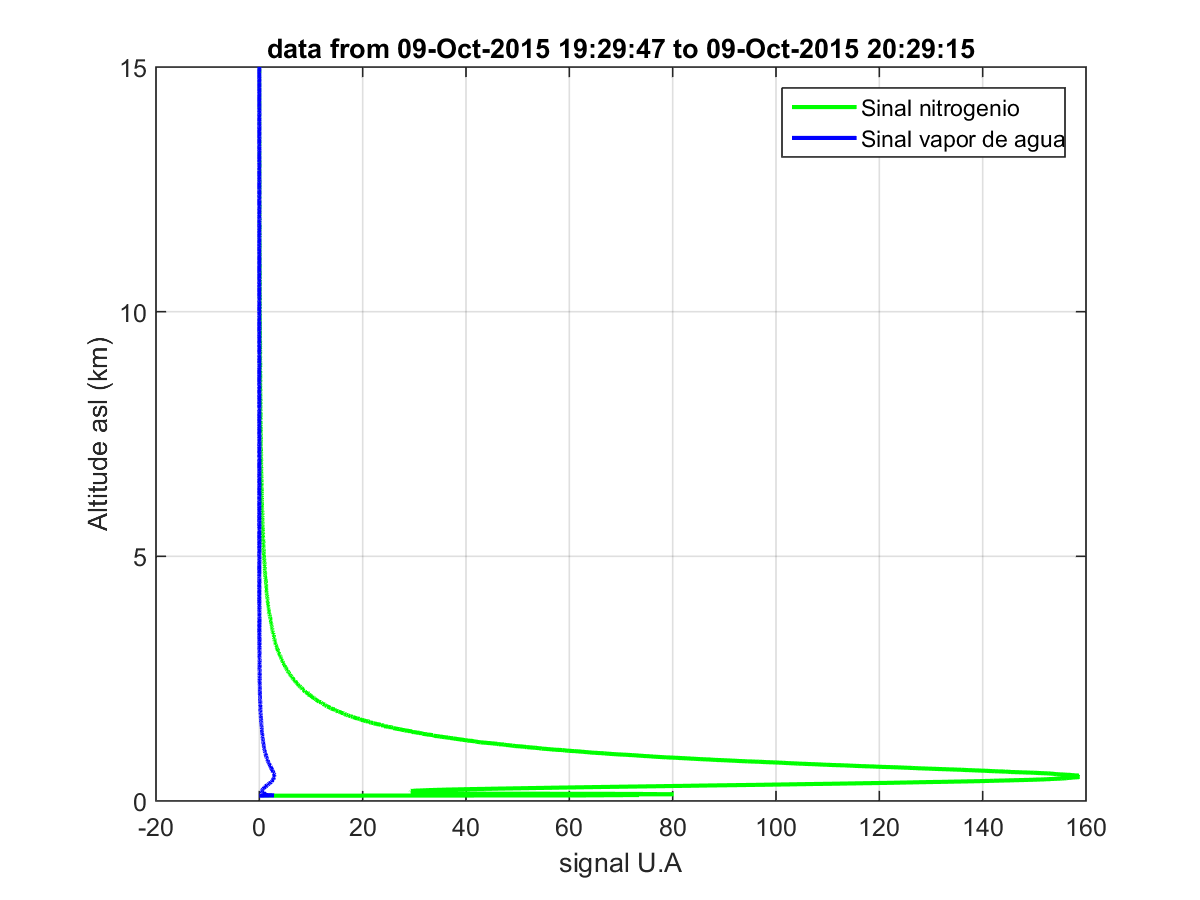 data from 09-Oct-2015 19:29:47 to 09-Oct-2015 20:29:15
Sinal nitrogenio
Sinal vapor de agua
15
10
5
0
Altitude asl (km)
-20 0 20 40 60 80 100 120 140 160
signal U.A